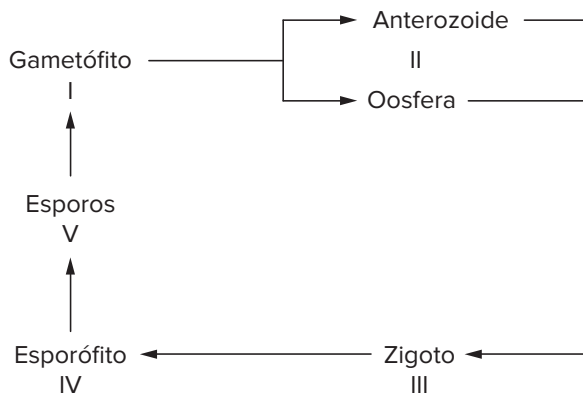 Anterozoide
Gametófito
II
I
Oosfera
Esporos
V
Esporófito
Zigoto
IV
III